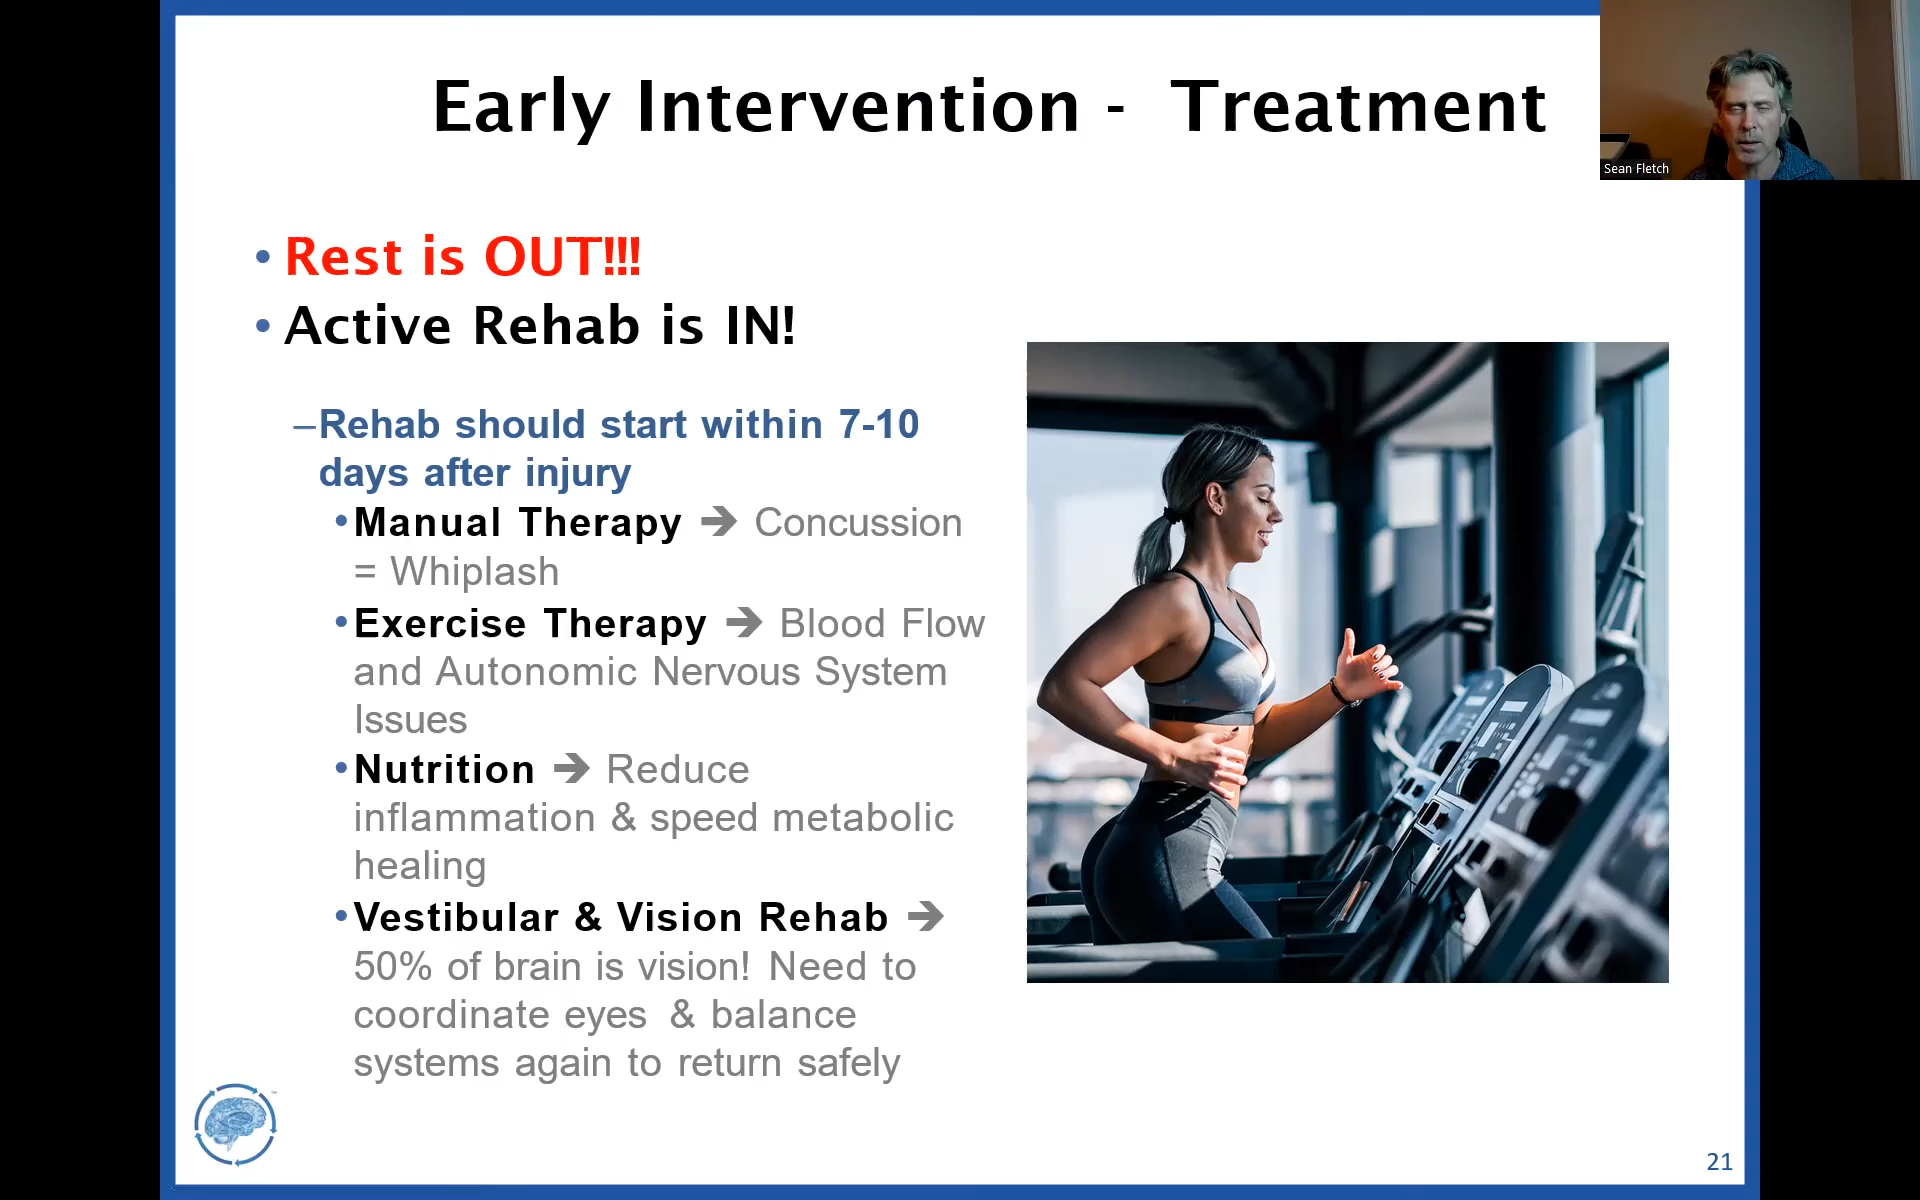 Early Intervention - Treatment
Sean Fletch
• Rest is OUT!!!
• Active Rehab is IN!
–Rehab should start within 7-10
days after injury
•Manual Therapy ➔ Concussion
= Whiplash
•Exercise Therapy ➔ Blood Flow
and Autonomic Nervous System
Issues
•Nutrition ➔ Reduce
inflammation & speed metabolic
healing
•Vestibular & Vision Rehab ➔
50% of brain is vision! Need to
coordinate eyes & balance
systems again to return safely
21